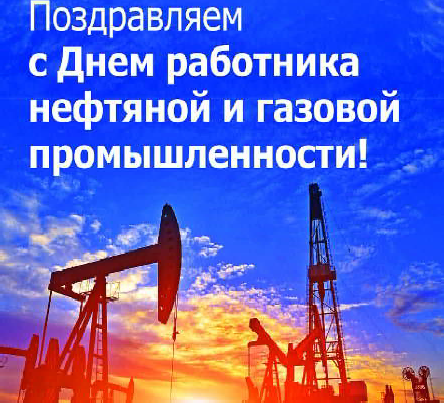 Поздравляем
с Днем работника
нефтяной и газовой
промышленности!